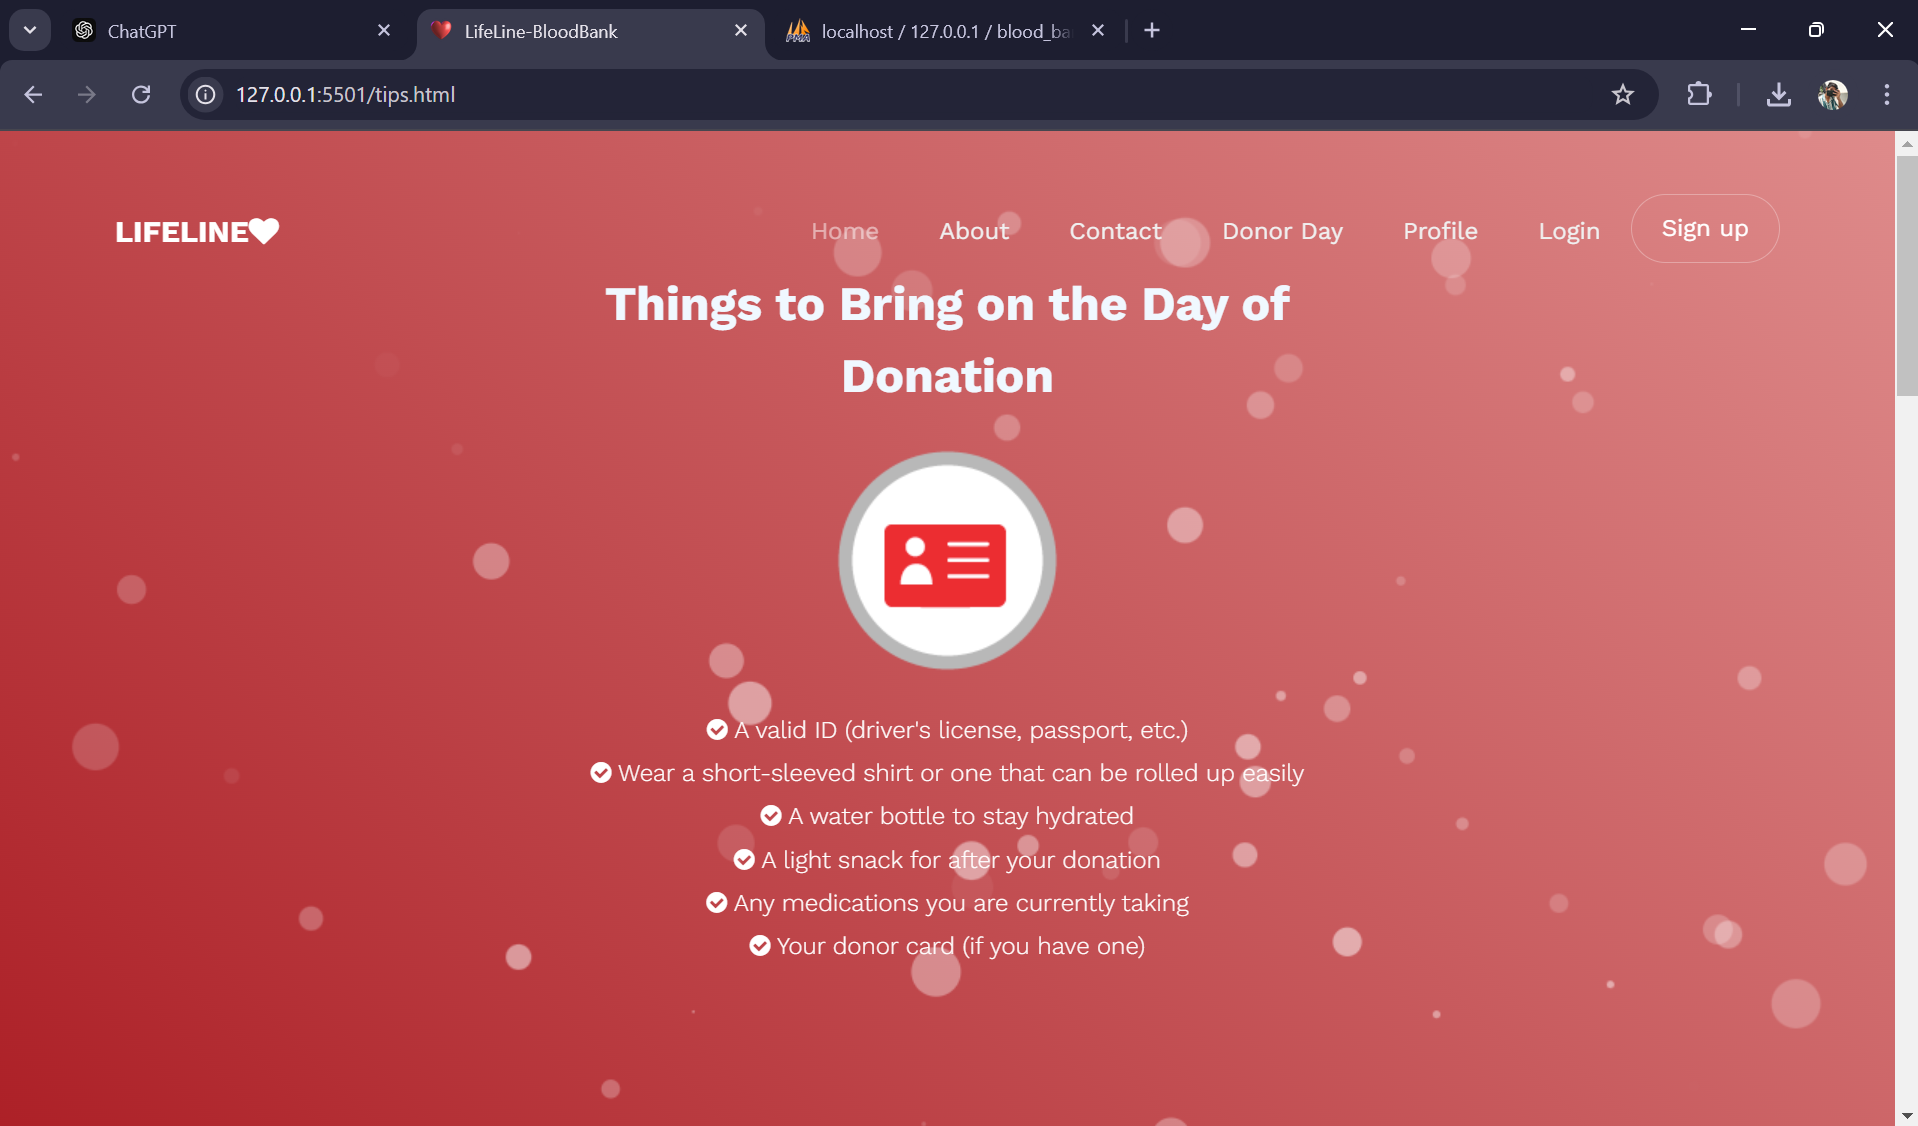 ChatGPT
LifeLine-BloodBank
localhost / 127.0.0.1 / blood_ba
127.0.0.1:5501/tips.html
LIFELINE
Home
About
Contact
Donor Day
Profile
Login
Sign up
Things to Bring on the Day of
Donation
A valid ID (driver's license, passport, etc.)
Wear a short-sleeved shirt or one that can be rolled up easily
A water bottle to stay hydrated
A light snack for after your donation
Any medications you are currently taking
Your donor card (if you have one)